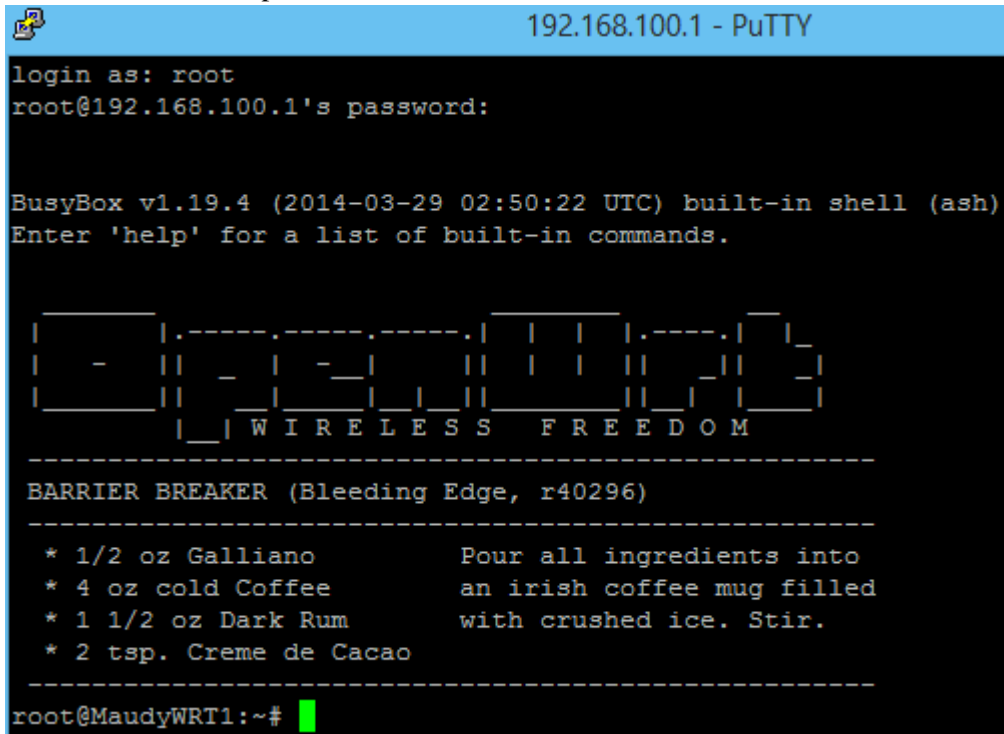 192.168.100.1 - PuTTY
login as: root
root@192.168.100.1's password:
BusyBox v1.19.4 (2014-03-29 02:50:22 UTC) built-in shell (ash)
Enter 'help' for a list of built-in commands.
OpenWrt
W I R E L E S S   F R E E D O M
BARRIER BREAKER (Bleeding Edge, r40296)
* 1/2 oz Galliano Pour all ingredients into
* 4 oz cold Coffee an irish coffee mug filled
* 1 1/2 oz Dark Rum with crushed ice. Stir.
* 2 tsp. Creme de Cacao
root@MaudyWRT1:~#